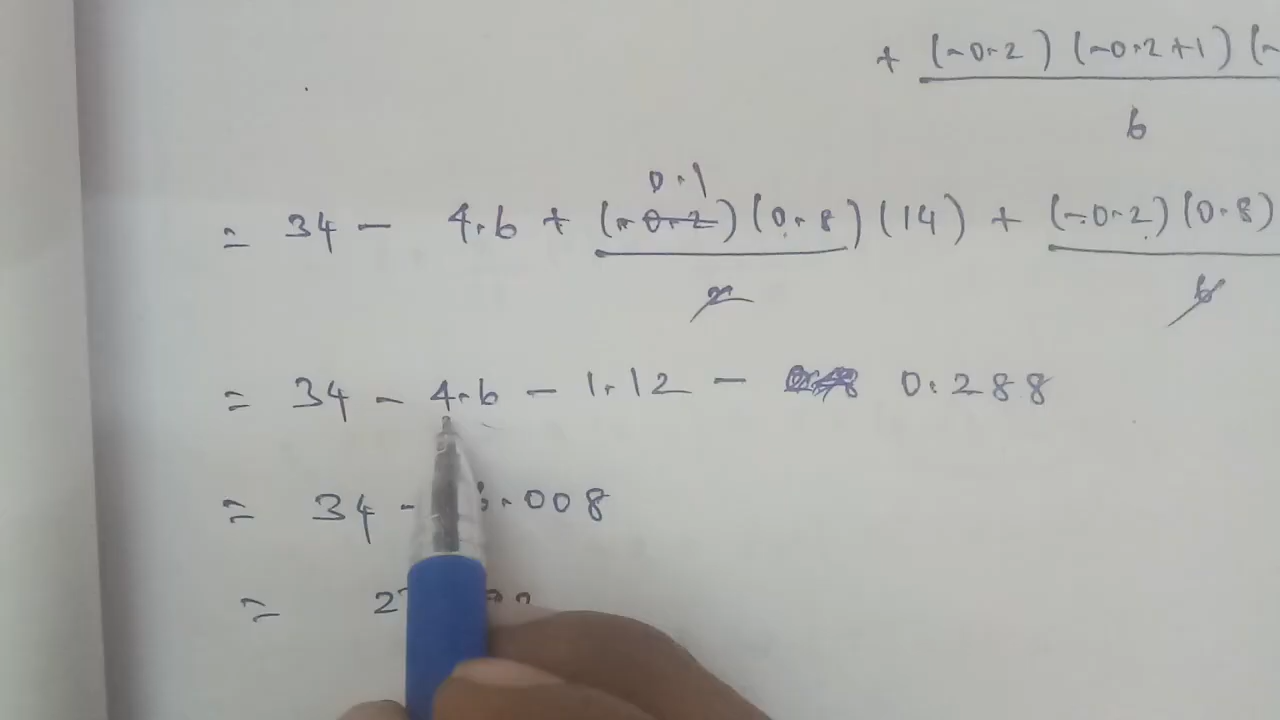 + (-0.2) (-0.2+1) (-
6
0.1
= 34 - 4.6 + (-0.2) (0.8) (14) + (-0.2) (0.8)
2 6
= 34 - 4.6 - 1.12 - 0.288
= 34 - .008
= 2